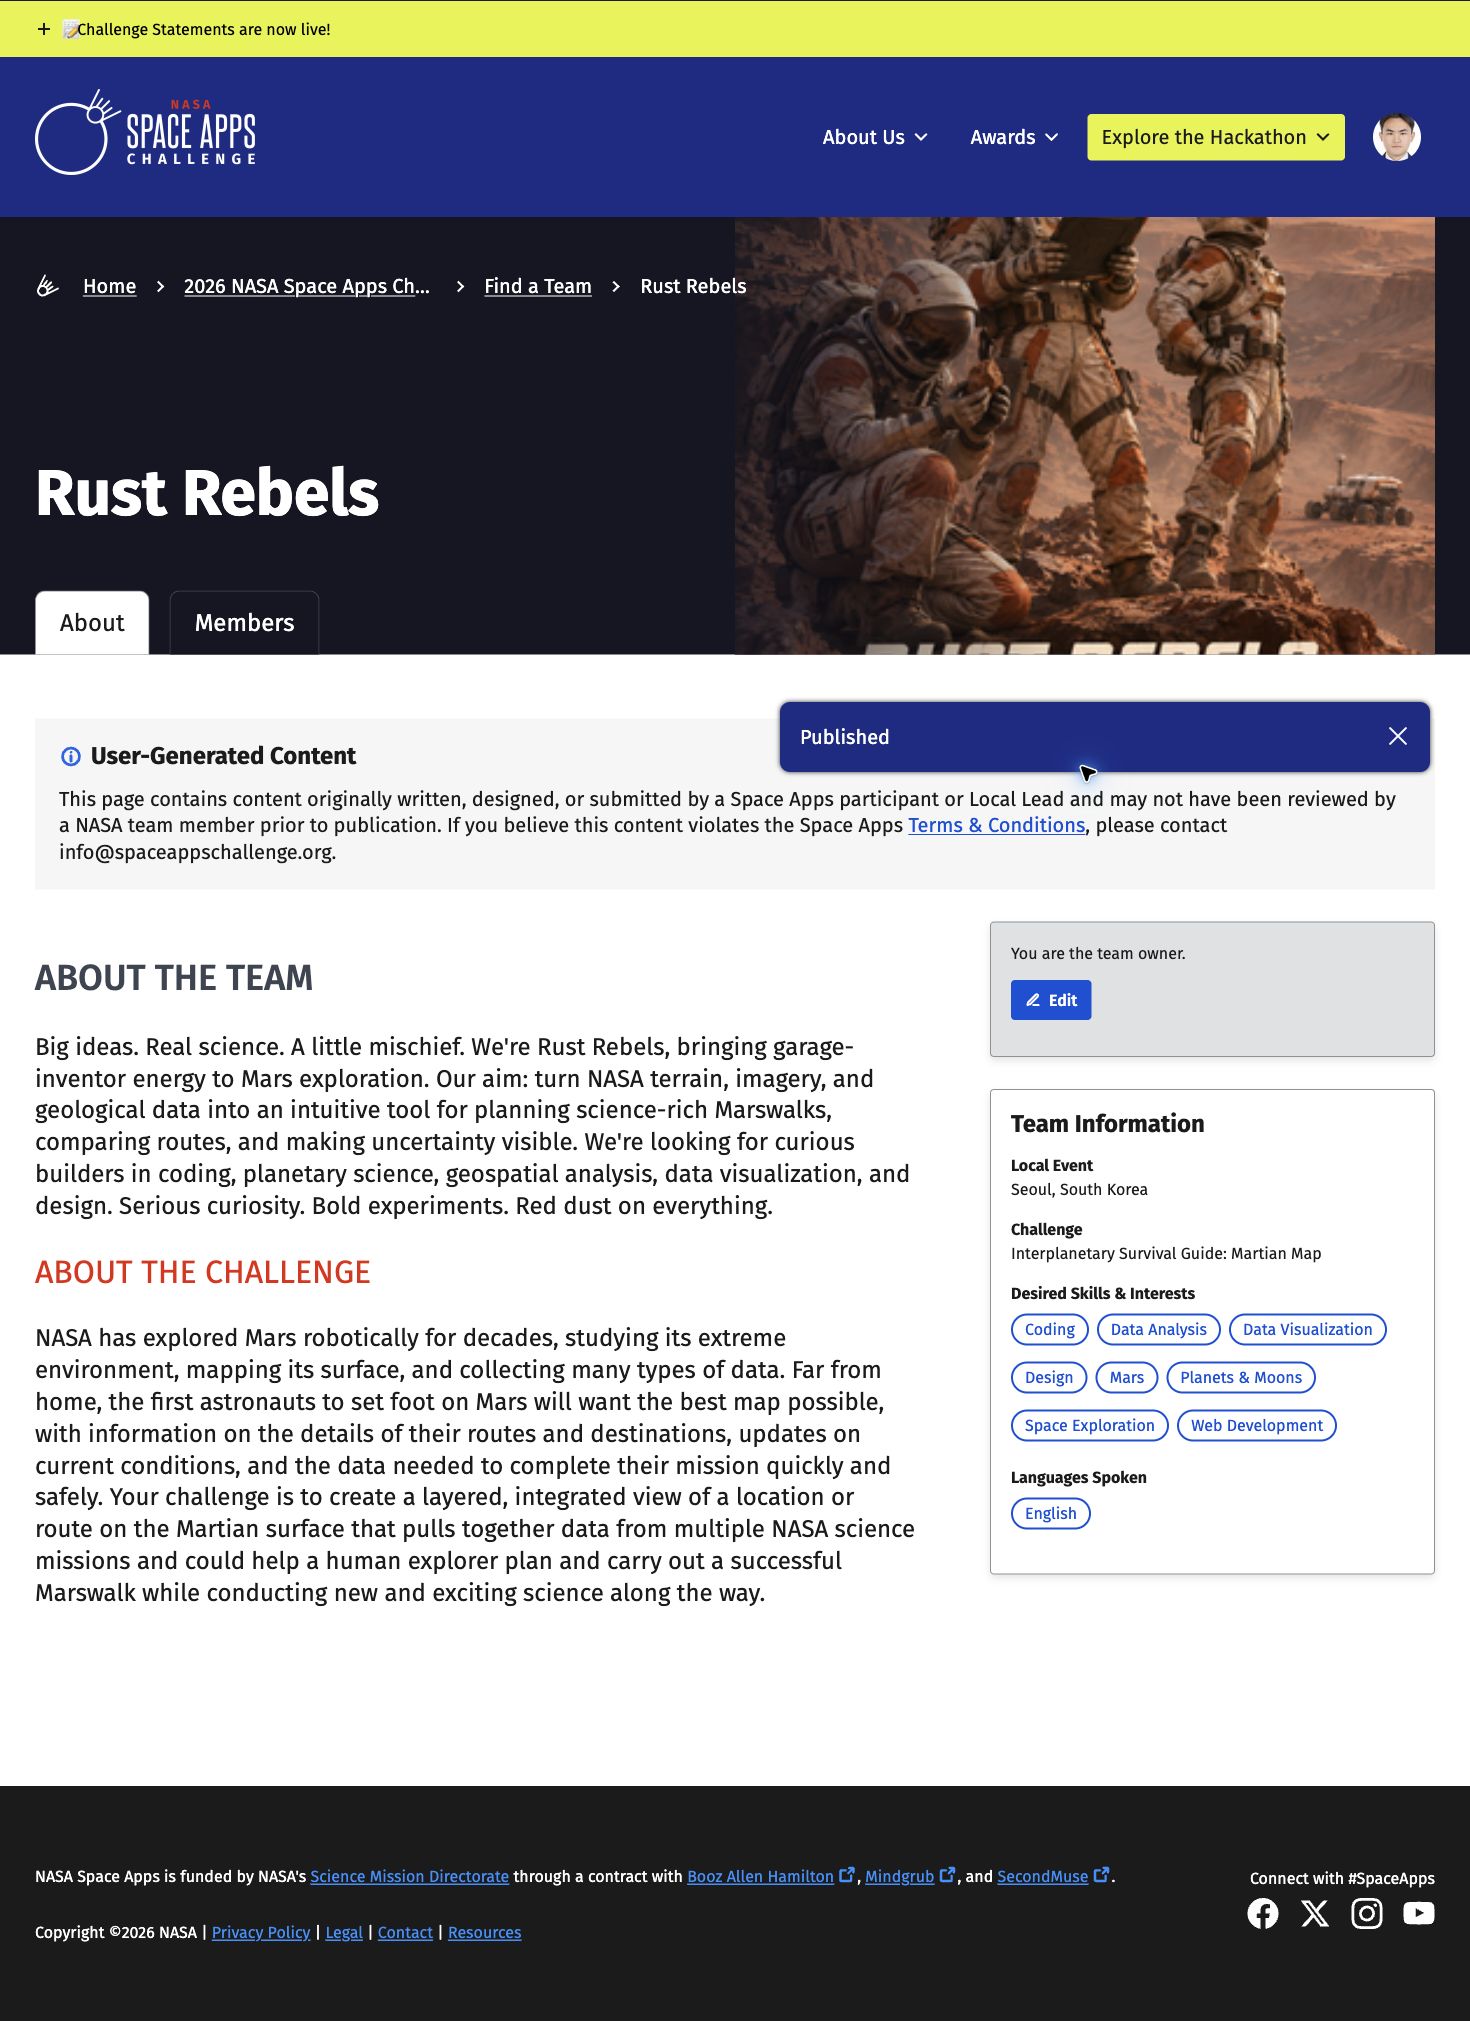 Challenge Statements are now live!
NASA
SPACE APPS
CHALLENGE
About Us
Awards
Explore the Hackathon
Home
2026 NASA Space Apps Ch...
Find a Team
Rust Rebels
Rust Rebels
About
Members
RUST REBELS
Published
User-Generated Content
This page contains content originally written, designed, or submitted by a Space Apps participant or Local Lead and may not have been reviewed by
a NASA team member prior to publication. If you believe this content violates the Space Apps Terms & Conditions, please contact
info@spaceappschallenge.org.
You are the team owner.
Edit
ABOUT THE TEAM
Big ideas. Real science. A little mischief. We're Rust Rebels, bringing garage-
inventor energy to Mars exploration. Our aim: turn NASA terrain, imagery, and
geological data into an intuitive tool for planning science-rich Marswalks,
comparing routes, and making uncertainty visible. We're looking for curious
builders in coding, planetary science, geospatial analysis, data visualization, and
design. Serious curiosity. Bold experiments. Red dust on everything.
ABOUT THE CHALLENGE
NASA has explored Mars robotically for decades, studying its extreme
environment, mapping its surface, and collecting many types of data. Far from
home, the first astronauts to set foot on Mars will want the best map possible,
with information on the details of their routes and destinations, updates on
current conditions, and the data needed to complete their mission quickly and
safely. Your challenge is to create a layered, integrated view of a location or
route on the Martian surface that pulls together data from multiple NASA science
missions and could help a human explorer plan and carry out a successful
Marswalk while conducting new and exciting science along the way.
Team Information
Local Event
Seoul, South Korea
Challenge
Interplanetary Survival Guide: Martian Map
Desired Skills & Interests
Coding
Data Analysis
Data Visualization
Design
Mars
Planets & Moons
Space Exploration
Web Development
Languages Spoken
English
NASA Space Apps is funded by NASA's Science Mission Directorate through a contract with Booz Allen Hamilton, Mindgrub, and SecondMuse.
Copyright ©2026 NASA | Privacy Policy | Legal | Contact | Resources
Connect with #SpaceApps